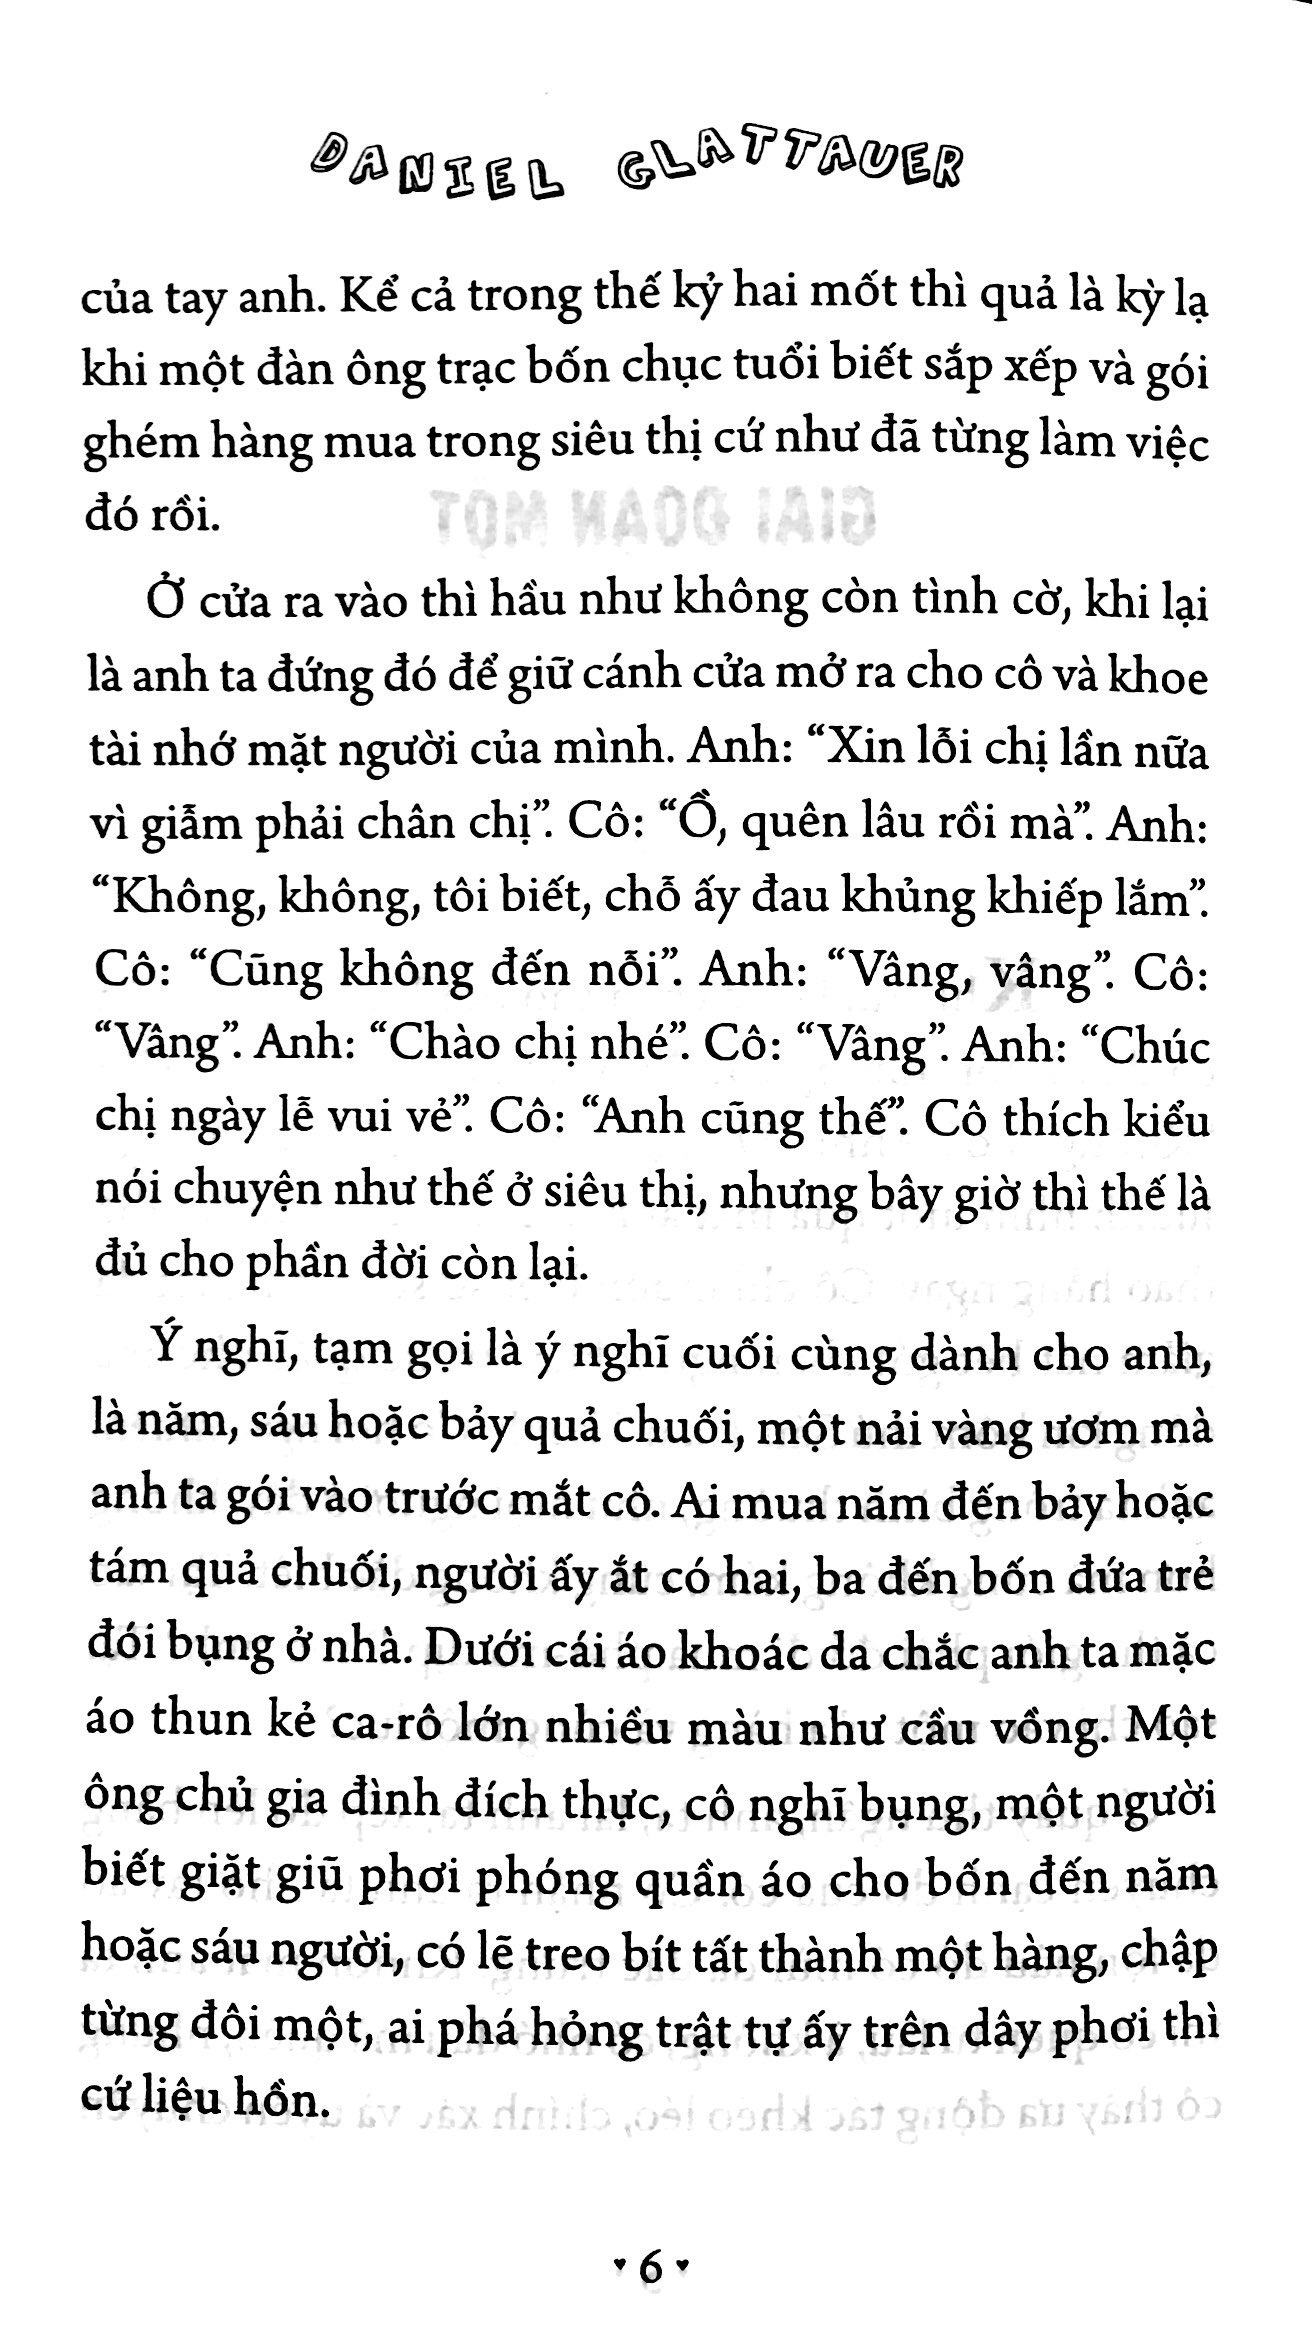 DANIEL GLATTAUER
của tay anh. Kể cả trong thế kỷ hai mốt thì quả là kỳ lạ
khi một đàn ông trạc bốn chục tuổi biết sắp xếp và gói
ghém hàng mua trong siêu thị cứ như đã từng làm việc
đó rồi.
Ở cửa ra vào thì hầu như không còn tình cờ, khi lại
là anh ta đứng đó để giữ cánh cửa mở ra cho cô và khoe
tài nhớ mặt người của mình. Anh: “Xin lỗi chị lần nữa
vì giẫm phải chân chị”. Cô: “Ồ, quên lâu rồi mà”. Anh:
“Không, không, tôi biết, chỗ ấy đau khủng khiếp lắm”.
Cô: “Cũng không đến nỗi”. Anh: “Vâng, vâng”. Cô:
“Vâng”. Anh: “Chào chị nhé”. Cô: “Vâng”. Anh: “Chúc
chị ngày lễ vui vẻ”. Cô: “Anh cũng thế”. Cô thích kiểu
nói chuyện như thế ở siêu thị, nhưng bây giờ thì thế là
đủ cho phần đời còn lại.
Ý nghĩ, tạm gọi là ý nghĩ cuối cùng dành cho anh,
là năm, sáu hoặc bảy quả chuối, một nải vàng ươm mà
anh ta gói vào trước mắt cô. Ai mua năm đến bảy hoặc
tám quả chuối, người ấy ắt có hai, ba đến bốn đứa trẻ
đói bụng ở nhà. Dưới cái áo khoác da chắc anh ta mặc
áo thun kẻ ca-rô lớn nhiều màu như cầu vồng. Một
ông chủ gia đình đích thực, cô nghĩ bụng, một người
biết giặt giũ phơi phóng quần áo cho bốn đến năm
hoặc sáu người, có lẽ treo bít tất thành một hàng, chập
từng đôi một, ai phá hỏng trật tự ấy trên dây phơi thì
cứ liệu hồn.
♥ 6 ♥